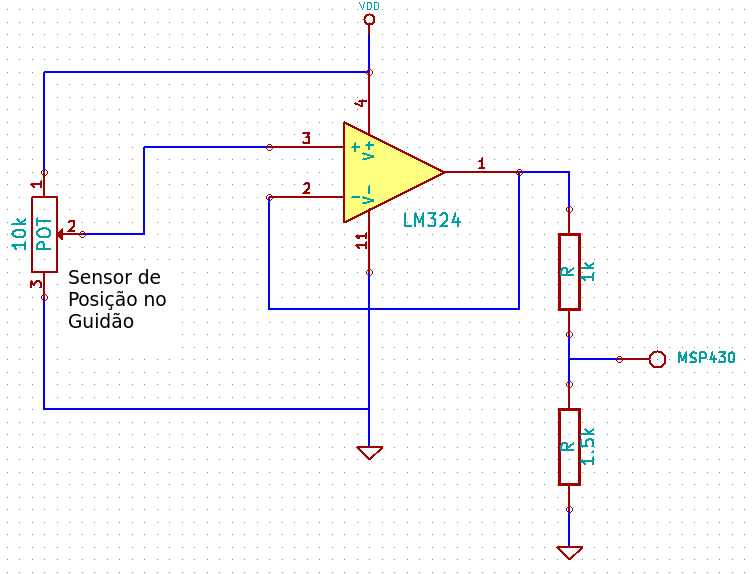 VDD
4
3
+
V+
1
2
-
V-
LM324
11
1
10k
POT
2
3
Sensor de
Posição no
Guidão
R
1k
MSP430
R
1.5k